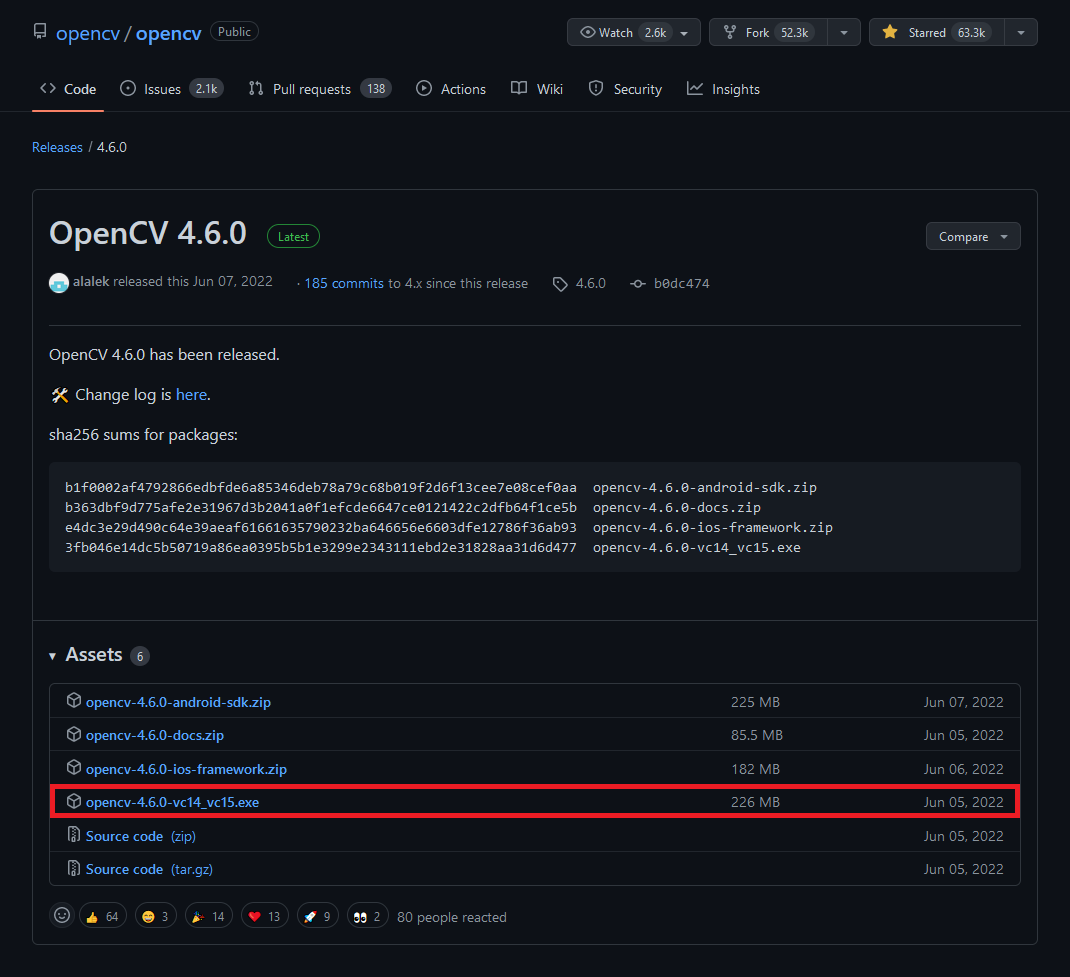 opencv / opencv Public Watch 2.6k Fork 52.3k Starred 63.3k
Code Issues 2.1k Pull requests 138 Actions Wiki Security Insights
Releases / 4.6.0
OpenCV 4.6.0 Latest Compare
alalek released this Jun 07, 2022 · 185 commits to 4.x since this release 4.6.0 b0dc474
OpenCV 4.6.0 has been released.
🛠 Change log is here.
sha256 sums for packages:
b1f0002af4792866edbfde6a85346deb78a79c68b019f2d6f13cee7e08cef0aa opencv-4.6.0-android-sdk.zip
b363dbf9d775afe2e31967d3b2041a0f1efcde6647ce0121422c2dfb64f1ce5b opencv-4.6.0-docs.zip
e4dc3e29d490c64e39aeaf61661635790232ba646656e6603dfe12786f36ab93 opencv-4.6.0-ios-framework.zip
3fb046e14dc5b50719a86ea0395b5b1e3299e2343111ebd2e31828aa31d6d477 opencv-4.6.0-vc14_vc15.exe
Assets 6
opencv-4.6.0-android-sdk.zip 225 MB Jun 07, 2022
opencv-4.6.0-docs.zip 85.5 MB Jun 05, 2022
opencv-4.6.0-ios-framework.zip 182 MB Jun 06, 2022
opencv-4.6.0-vc14_vc15.exe 226 MB Jun 05, 2022
Source code (zip) Jun 05, 2022
Source code (tar.gz) Jun 05, 2022
👍 64 😄 3 🎉 14 ❤️ 13 🚀 9 👀 2 80 people reacted